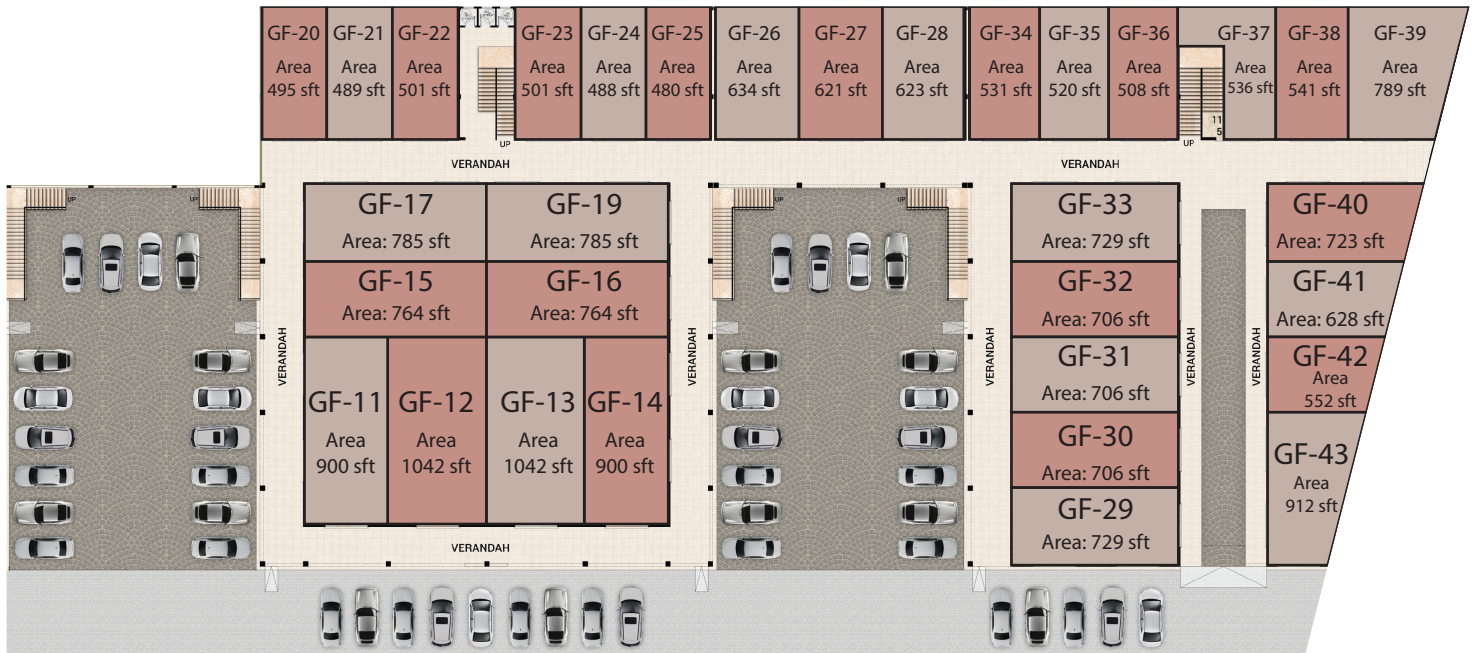 GF-20
Area
495 sft
GF-21
Area
489 sft
GF-22
Area
501 sft
GF-23
Area
501 sft
GF-24
Area
488 sft
GF-25
Area
480 sft
GF-26
Area
634 sft
GF-27
Area
621 sft
GF-28
Area
623 sft
GF-34
Area
531 sft
GF-35
Area
520 sft
GF-36
Area
508 sft
GF-37
Area
536 sft
GF-38
Area
541 sft
GF-39
Area
789 sft
11
5
UP
UP
VERANDAH
VERANDAH
UP
UP
UP
UP
GF-17
Area: 785 sft
GF-19
Area: 785 sft
GF-15
Area: 764 sft
GF-16
Area: 764 sft
VERANDAH
GF-11
Area
900 sft
GF-12
Area
1042 sft
GF-13
Area
1042 sft
GF-14
Area
900 sft
VERANDAH
VERANDAH
VERANDAH
GF-33
Area: 729 sft
GF-32
Area: 706 sft
GF-31
Area: 706 sft
GF-30
Area: 706 sft
GF-29
Area: 729 sft
VERANDAH
VERANDAH
GF-40
Area: 723 sft
GF-41
Area: 628 sft
GF-42
Area
552 sft
GF-43
Area
912 sft